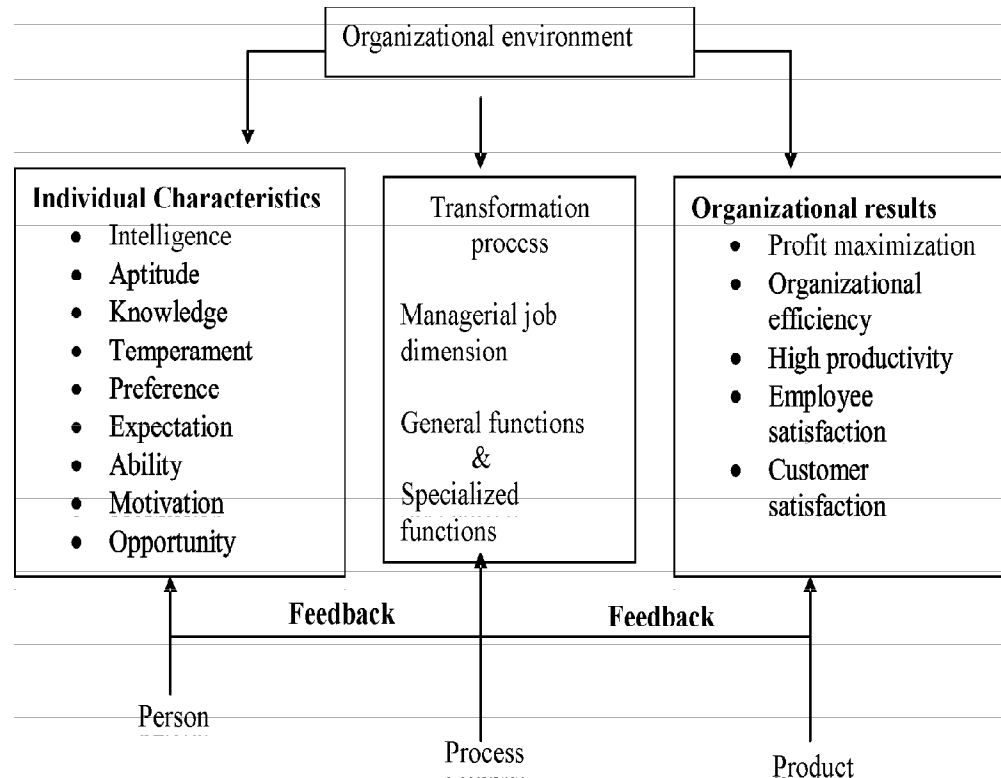 Organizational environment
Individual Characteristics
• Intelligence
• Aptitude
• Knowledge
• Temperament
• Preference
• Expectation
• Ability
• Motivation
• Opportunity
Transformation
process
Managerial job
dimension
General functions
&
Specialized
functions
Organizational results
• Profit maximization
• Organizational
efficiency
• High productivity
• Employee
satisfaction
• Customer
satisfaction
Feedback
Feedback
Person
Process
Product